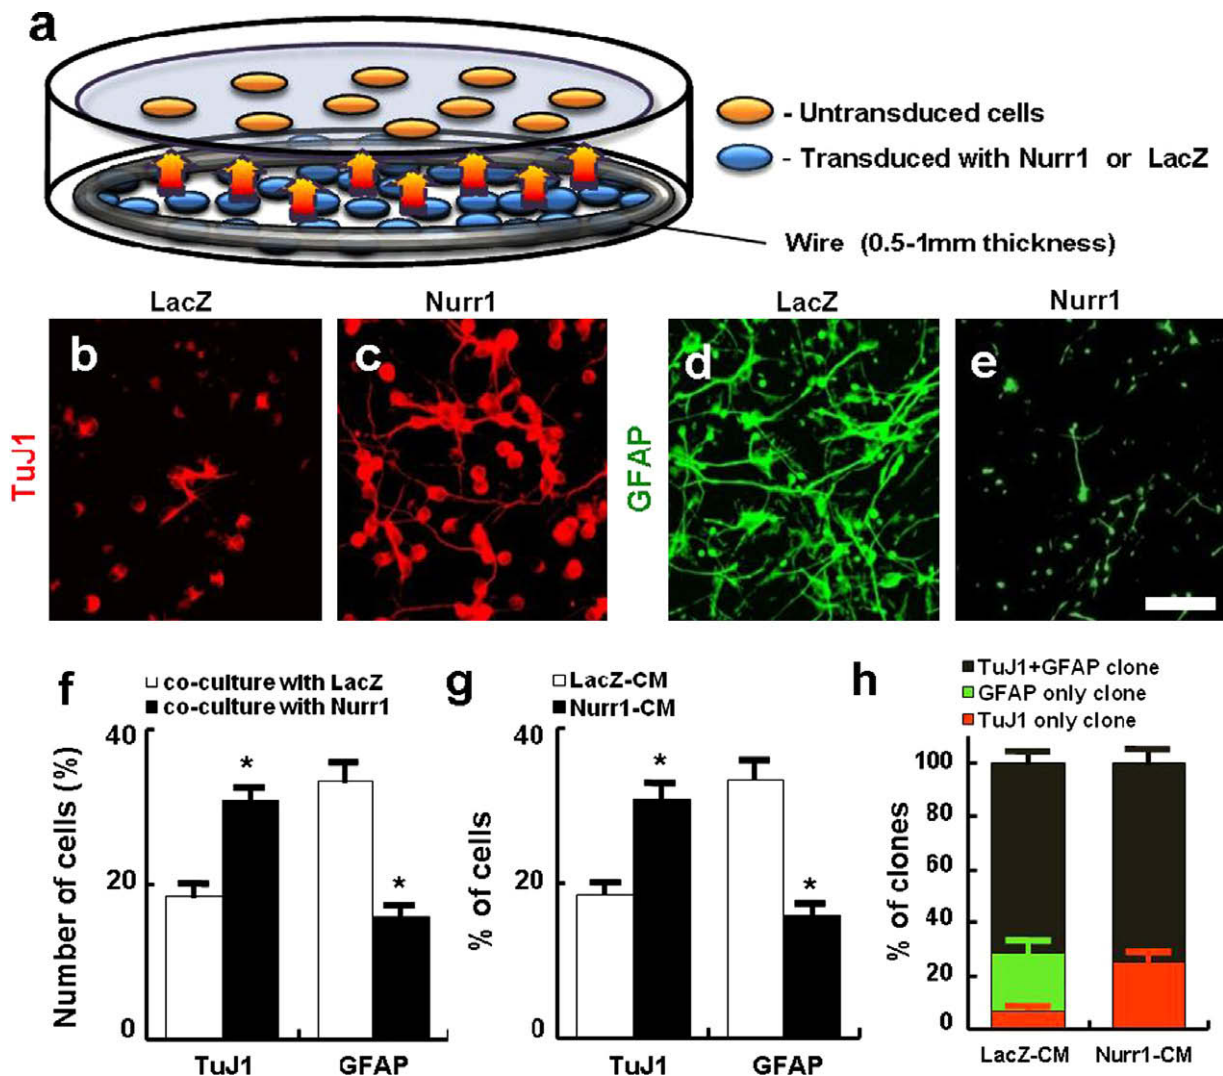 a
- Untransduced cells
- Transduced with Nurr1 or LacZ
Wire (0.5-1mm thickness)
LacZ
Nurr1
LacZ
Nurr1
b
c
d
e
TuJ1
GFAP
f
co-culture with LacZ
co-culture with Nurr1
Number of cells (%)
40
20
0
*
*
TuJ1
GFAP
g
LacZ-CM
Nurr1-CM
% of cells
40
20
0
*
*
TuJ1
GFAP
h
TuJ1+GFAP clone
GFAP only clone
TuJ1 only clone
% of clones
100
80
60
40
20
0
LacZ-CM
Nurr1-CM